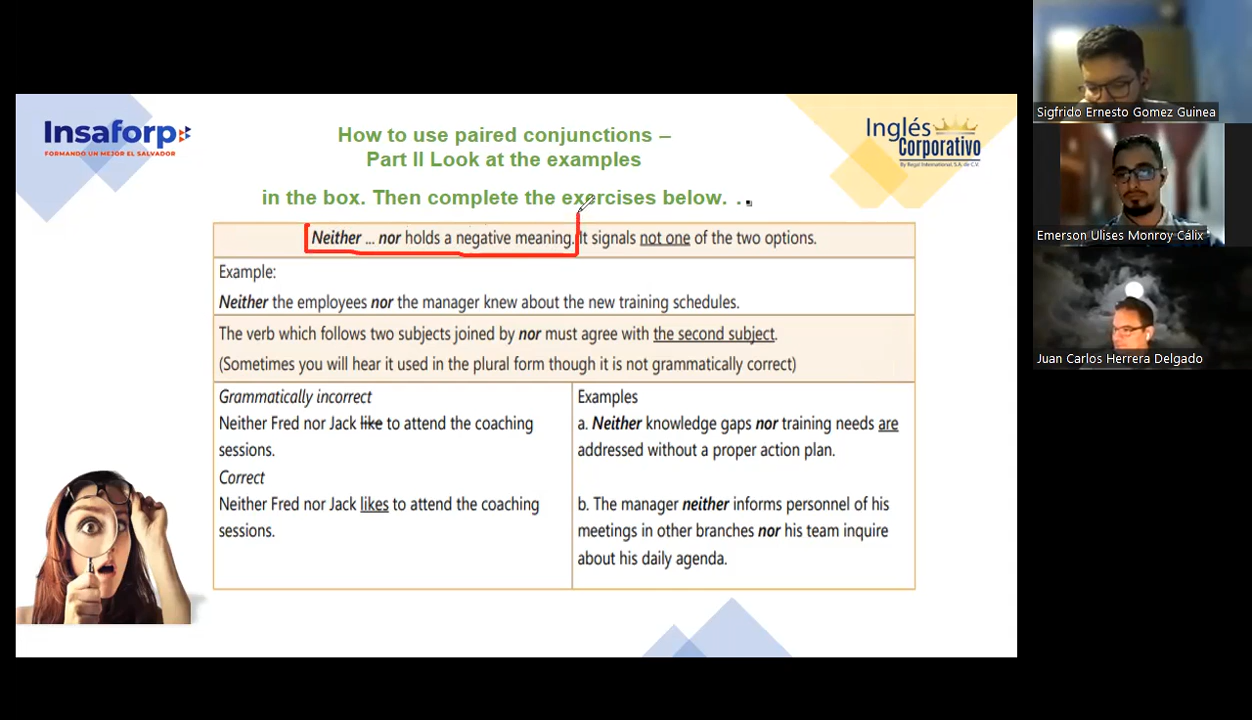 Insaforp
FORMANDO UN MEJOR EL SALVADOR
How to use paired conjunctions –
Part II Look at the examples
in the box. Then complete the exercises below. . .
Inglés
Corporativo
By Regal International, S.A. de C.V.
Neither ... nor holds a negative meaning. It signals not one of the two options.
Example:
Neither the employees nor the manager knew about the new training schedules.
The verb which follows two subjects joined by nor must agree with the second subject.
(Sometimes you will hear it used in the plural form though it is not grammatically correct)
Grammatically incorrect
Neither Fred nor Jack like to attend the coaching
sessions.
Correct
Neither Fred nor Jack likes to attend the coaching
sessions.
Examples
a. Neither knowledge gaps nor training needs are
addressed without a proper action plan.
b. The manager neither informs personnel of his
meetings in other branches nor his team inquire
about his daily agenda.
Sigfrido Ernesto Gomez Guinea
Emerson Ulises Monroy Cálix
Juan Carlos Herrera Delgado